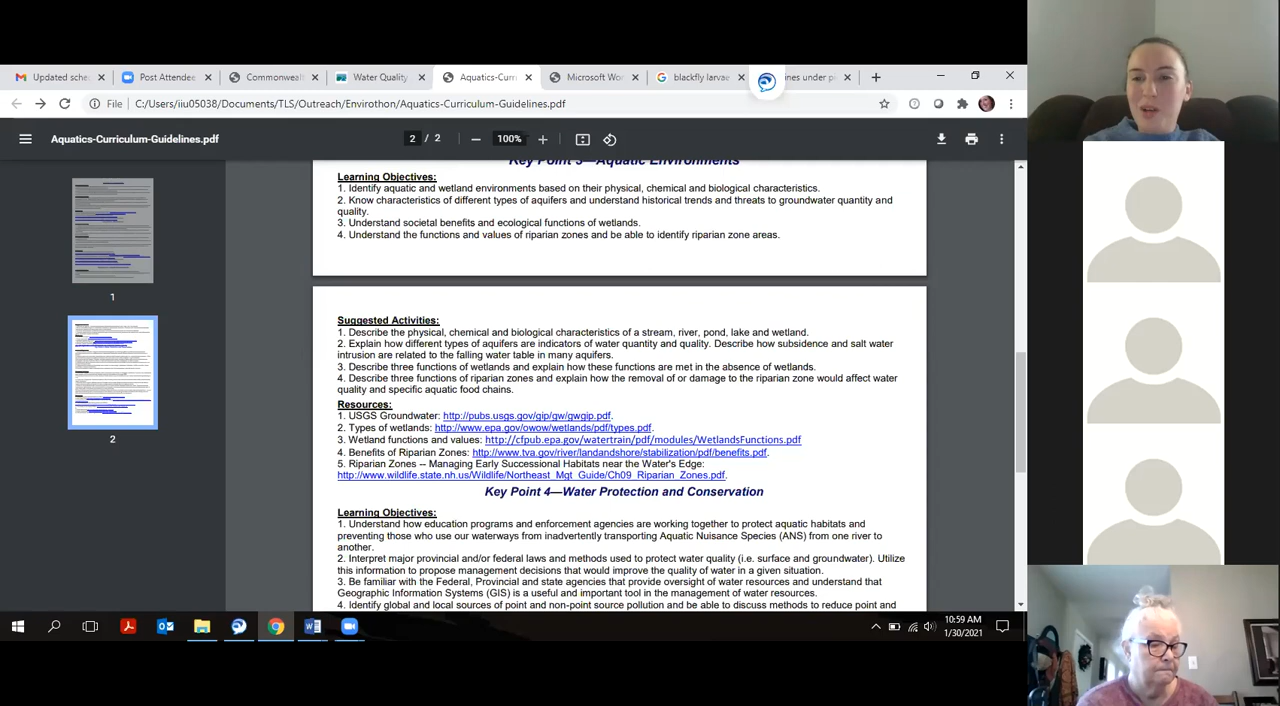 Updated sche
Post Attendee
Commonweal
Water Quality
Aquatics-Curr
Microsoft Wo
blackfly larvae
ines under p
File
C:/Users/iiu05038/Documents/TLS/Outreach/Envirothon/Aquatics-Curriculum-Guidelines.pdf
Aquatics-Curriculum-Guidelines.pdf
2 / 2
100%
Key Point 3—Aquatic Environments
Learning Objectives:
1. Identify aquatic and wetland environments based on their physical, chemical and biological characteristics.
2. Know characteristics of different types of aquifers and understand historical trends and threats to groundwater quantity and
quality.
3. Understand societal benefits and ecological functions of wetlands.
4. Understand the functions and values of riparian zones and be able to identify riparian zone areas.
1
Suggested Activities:
1. Describe the physical, chemical and biological characteristics of a stream, river, pond, lake and wetland.
2. Explain how different types of aquifers are indicators of water quantity and quality. Describe how subsidence and salt water
intrusion are related to the falling water table in many aquifers.
3. Describe three functions of wetlands and explain how these functions are met in the absence of wetlands.
4. Describe three functions of riparian zones and explain how the removal of or damage to the riparian zone would affect water
quality and specific aquatic food chains.
Resources:
1. USGS Groundwater: http://pubs.usgs.gov/gip/gw/gwgip.pdf.
2. Types of wetlands: http://www.epa.gov/owow/wetlands/pdf/types.pdf.
3. Wetland functions and values: http://cfpub.epa.gov/watertrain/pdf/modules/WetlandsFunctions.pdf
4. Benefits of Riparian Zones: http://www.tva.gov/river/landandshore/stabilization/pdf/benefits.pdf.
5. Riparian Zones -- Managing Early Successional Habitats near the Water's Edge:
http://www.wildlife.state.nh.us/Wildlife/Northeast_Mgt_Guide/Ch09_Riparian_Zones.pdf.
2
Key Point 4—Water Protection and Conservation
Learning Objectives:
1. Understand how education programs and enforcement agencies are working together to protect aquatic habitats and
preventing those who use our waterways from inadvertently transporting Aquatic Nuisance Species (ANS) from one river to
another.
2. Interpret major provincial and/or federal laws and methods used to protect water quality (i.e. surface and groundwater). Utilize
this information to propose management decisions that would improve the quality of water in a given situation.
3. Be familiar with the Federal, Provincial and state agencies that provide oversight of water resources and understand that
Geographic Information Systems (GIS) is a useful and important tool in the management of water resources.
4. Identify global and local sources of point and non-point source pollution and be able to discuss methods to reduce point and
10:59 AM
1/30/2021